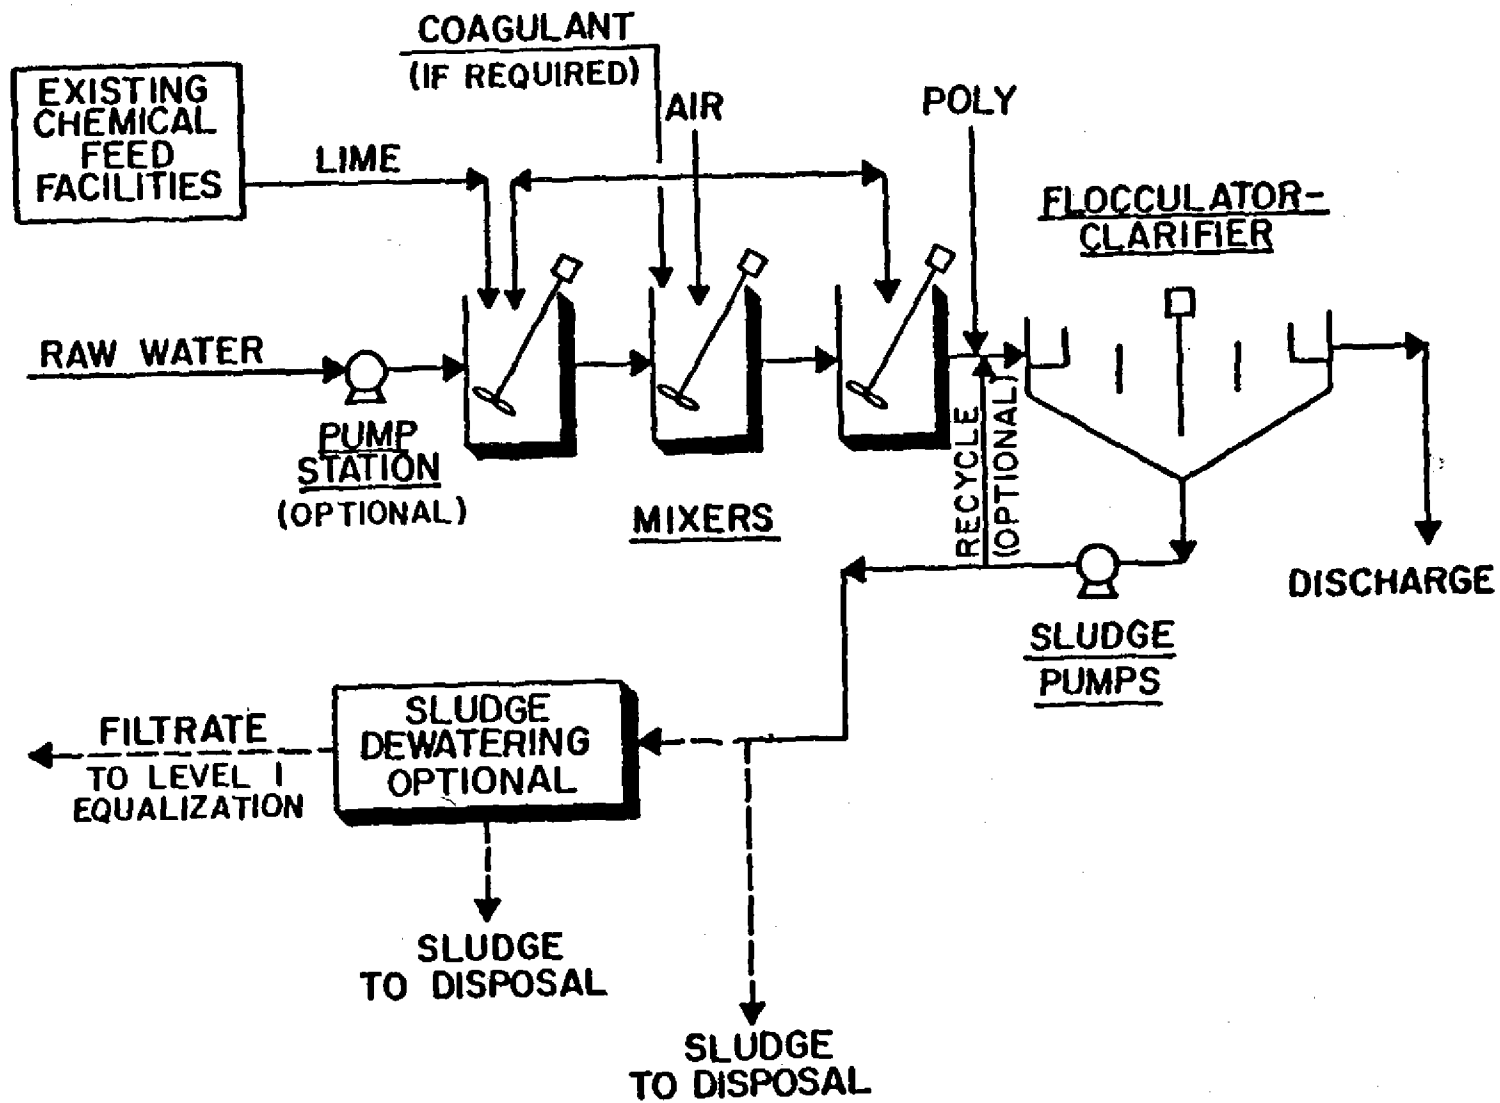 COAGULANT
(IF REQUIRED)
EXISTING
CHEMICAL
FEED
FACILITIES
LIME
AIR
POLY
FLOCCULATOR-
CLARIFIER
RAW WATER
PUMP
STATION
(OPTIONAL)
MIXERS
RECYCLE
(OPTIONAL)
DISCHARGE
SLUDGE
PUMPS
SLUDGE
DEWATERING
OPTIONAL
FILTRATE
TO LEVEL I
EQUALIZATION
SLUDGE
TO DISPOSAL
SLUDGE
TO DISPOSAL